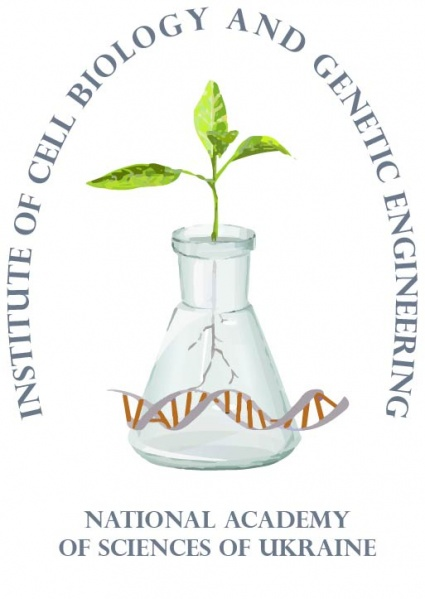 INSTITUTE OF CELL BIOLOGY AND GENETIC ENGINEERING
NATIONAL ACADEMY
OF SCIENCES OF UKRAINE